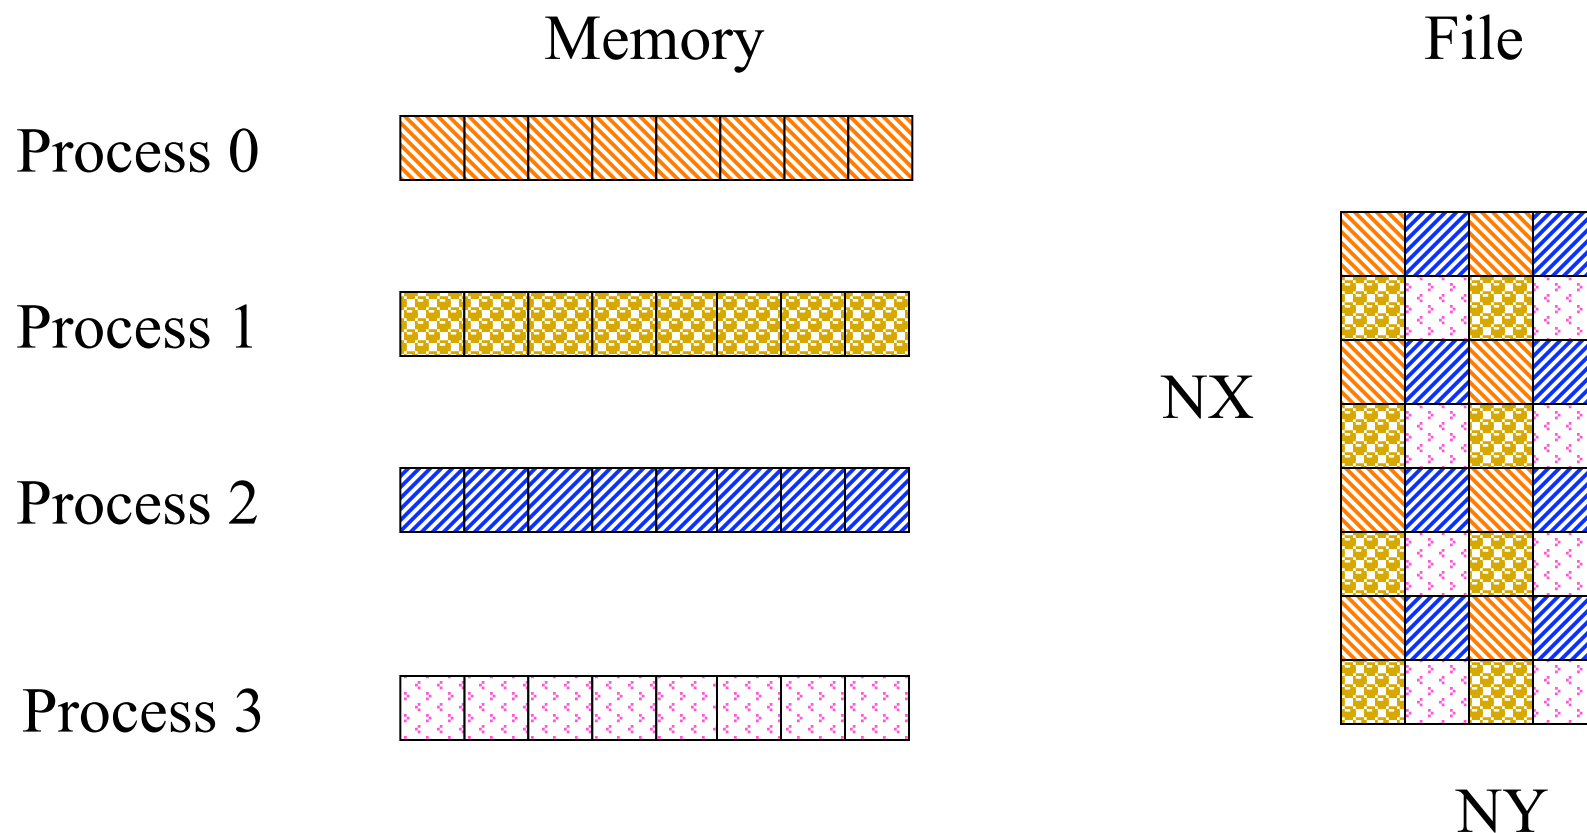 Memory
File
Process 0
Process 1
NX
Process 2
Process 3
NY